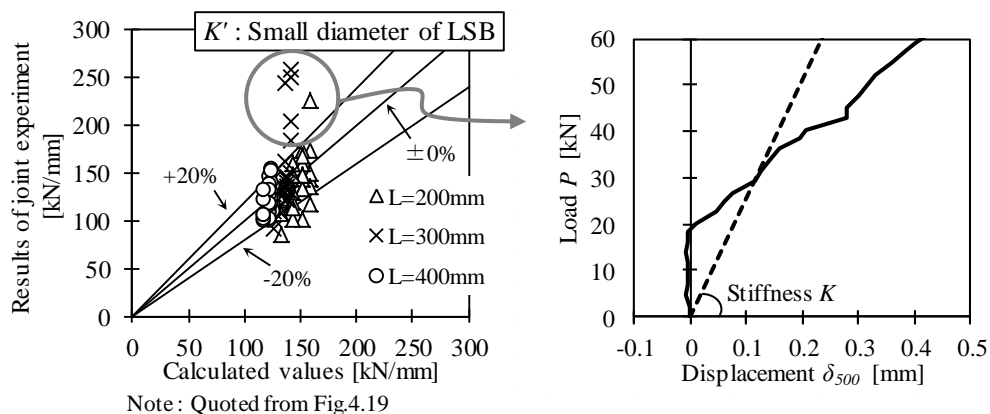 K′ : Small diameter of LSB
Results of joint experiment
[kN/mm]
300
250
200
150
100
50
0
+20%
±0%
-20%
L=200mm
L=300mm
L=400mm
0 50 100 150 200 250 300
Calculated values [kN/mm]
Note : Quoted from Fig.4.19
Load P [kN]
60
50
40
30
20
10
0
Stiffness K
-0.1 0 0.1 0.2 0.3 0.4 0.5
Displacement δ500 [mm]